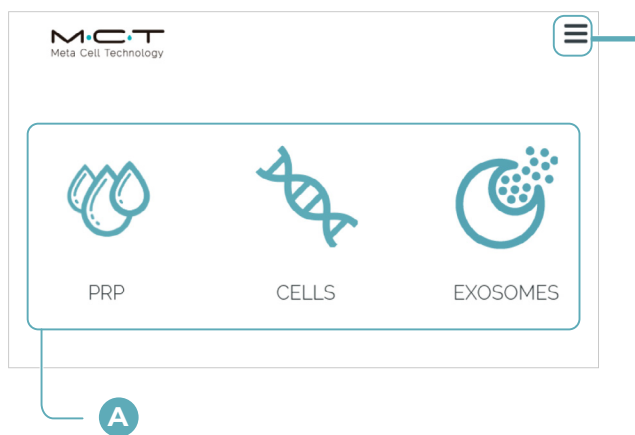 M·C·T
Meta Cell Technology
PRP
CELLS
EXOSOMES
A